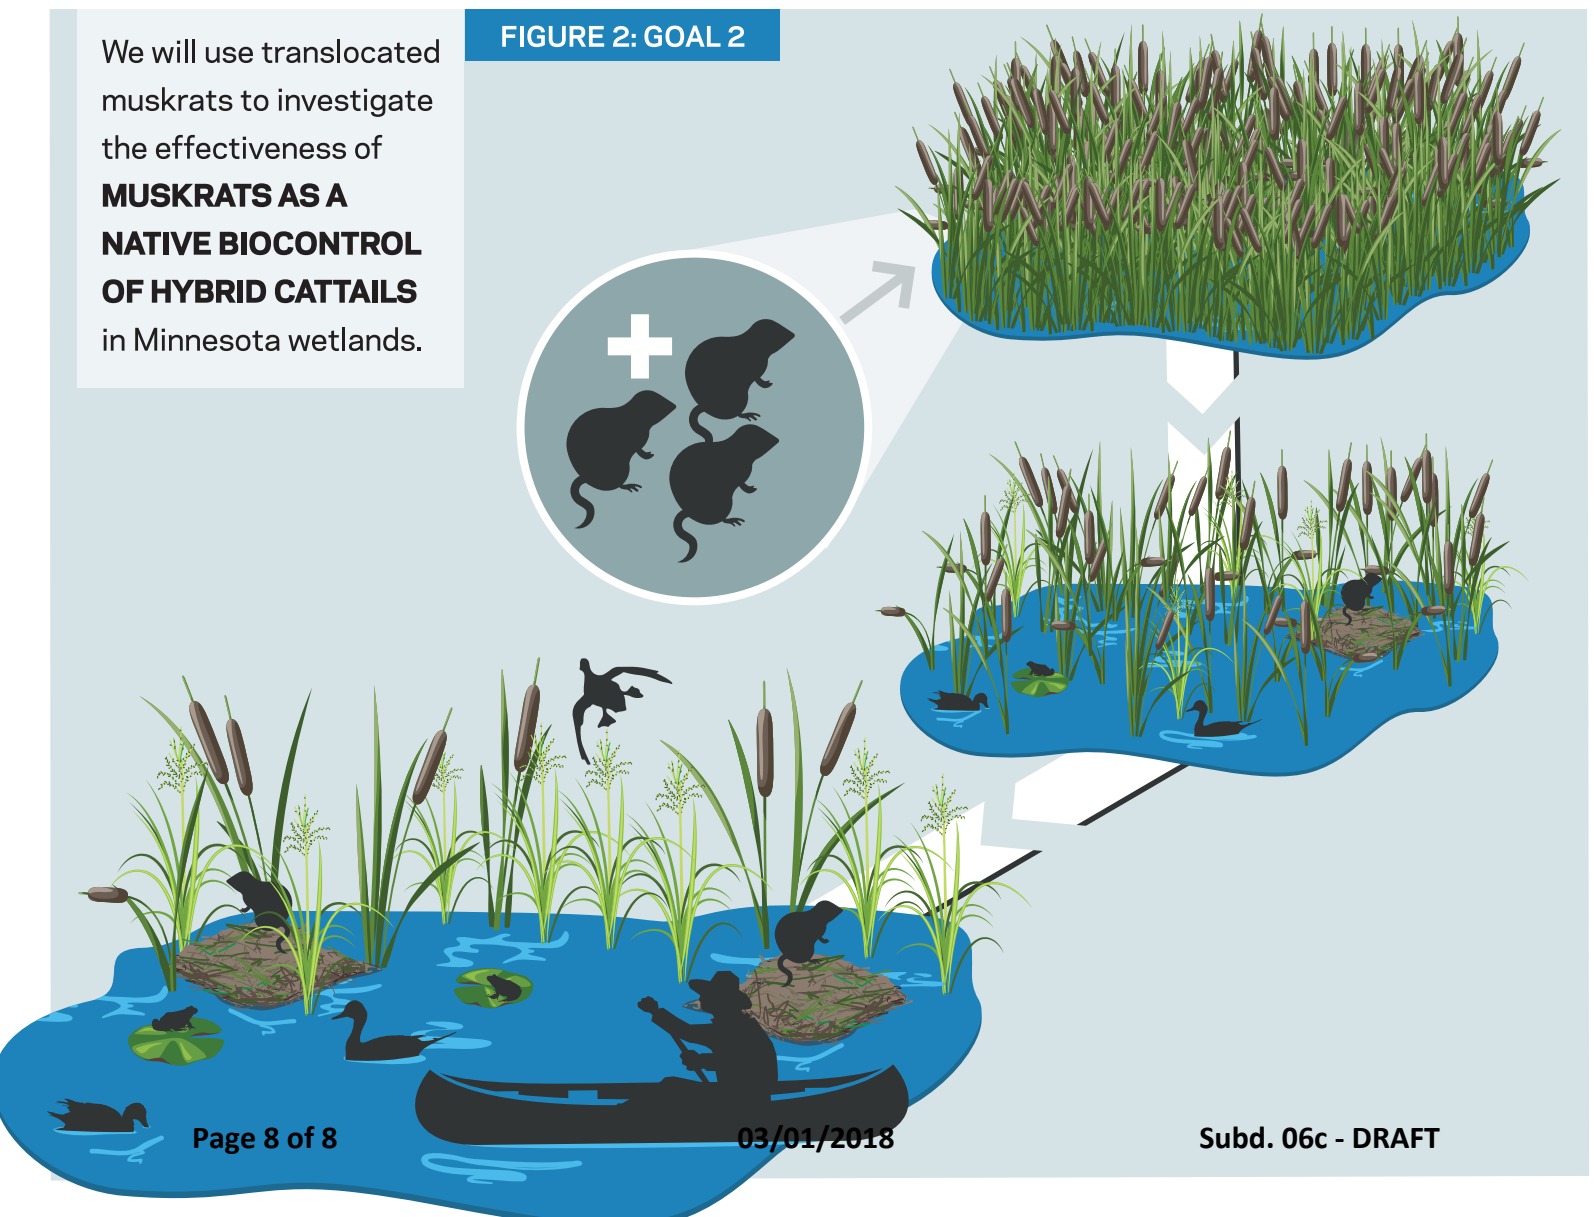 We will use translocated
muskrats to investigate
the effectiveness of
MUSKRATS AS A
NATIVE BIOCONTROL
OF HYBRID CATTAILS
in Minnesota wetlands.
FIGURE 2: GOAL 2
Page 8 of 8
03/01/2018
Subd. 06c - DRAFT